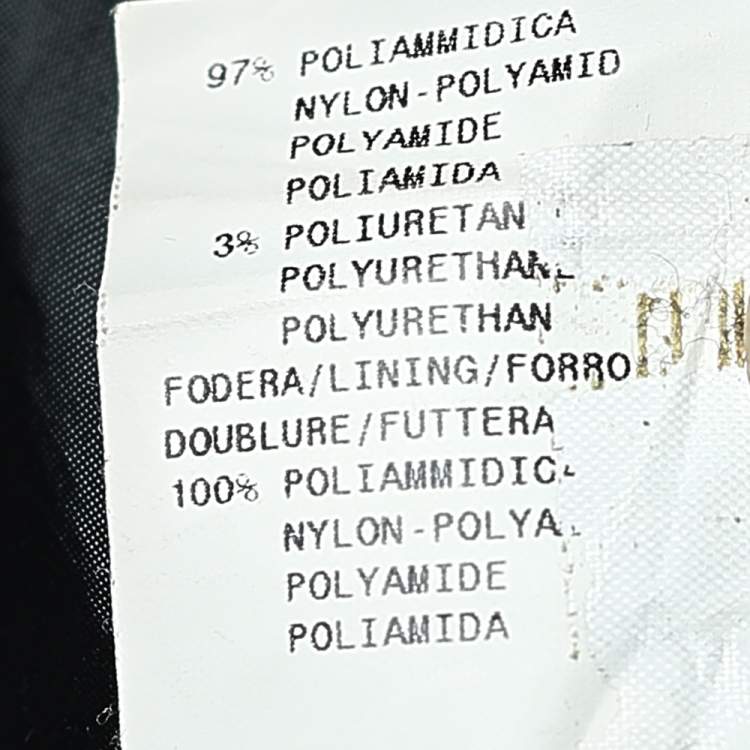 97% POLIAMMIDICA
NYLON-POLYAMID
POLYAMIDE
POLIAMIDA
3% POLIURETAN
POLYURETHAN
POLYURETHAN
FODERA/LINING/FORRO
DOUBLURE/FUTTERA
100% POLIAMMIDIC
NYLON-POLYA
POLYAMIDE
POLIAMIDA